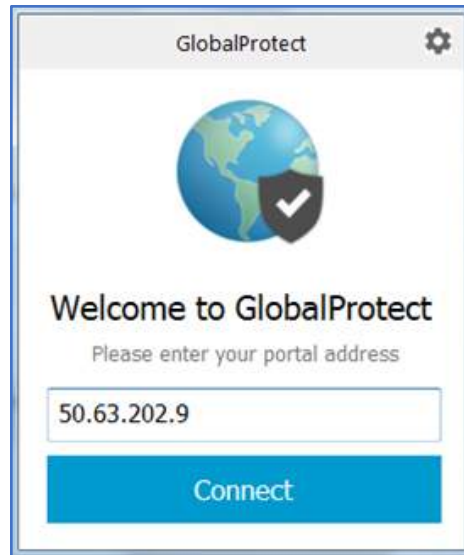 GlobalProtect
Welcome to GlobalProtect
Please enter your portal address
50.63.202.9
Connect